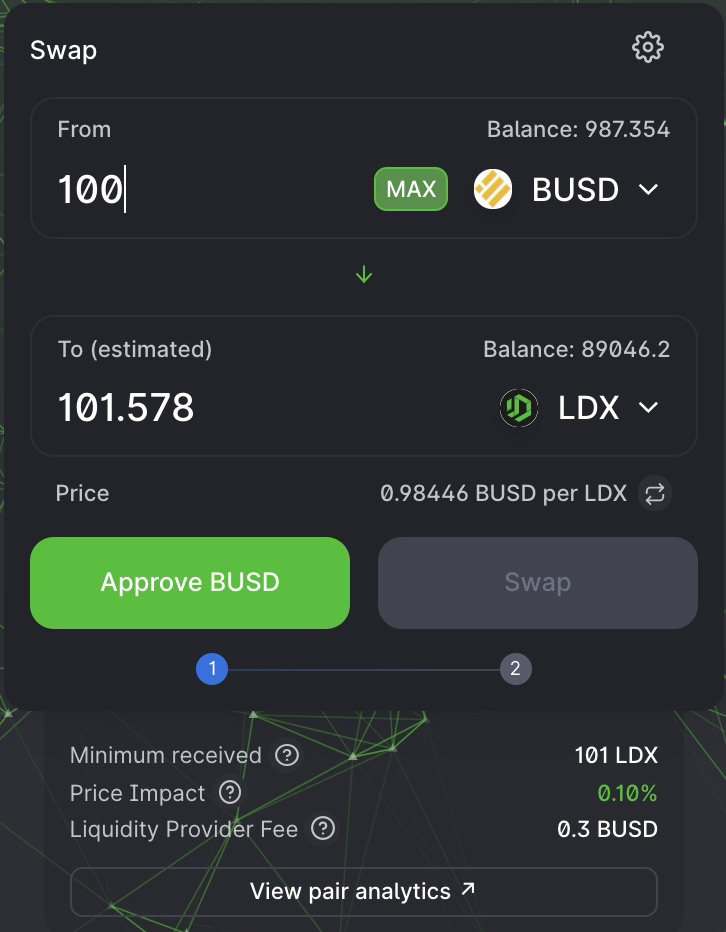 Swap
From Balance: 987.354
100 MAX BUSD
To (estimated) Balance: 89046.2
101.578 LDX
Price 0.98446 BUSD per LDX
Approve BUSD Swap
1 2
Minimum received ? 101 LDX
Price Impact ? 0.10%
Liquidity Provider Fee ? 0.3 BUSD
View pair analytics ↗